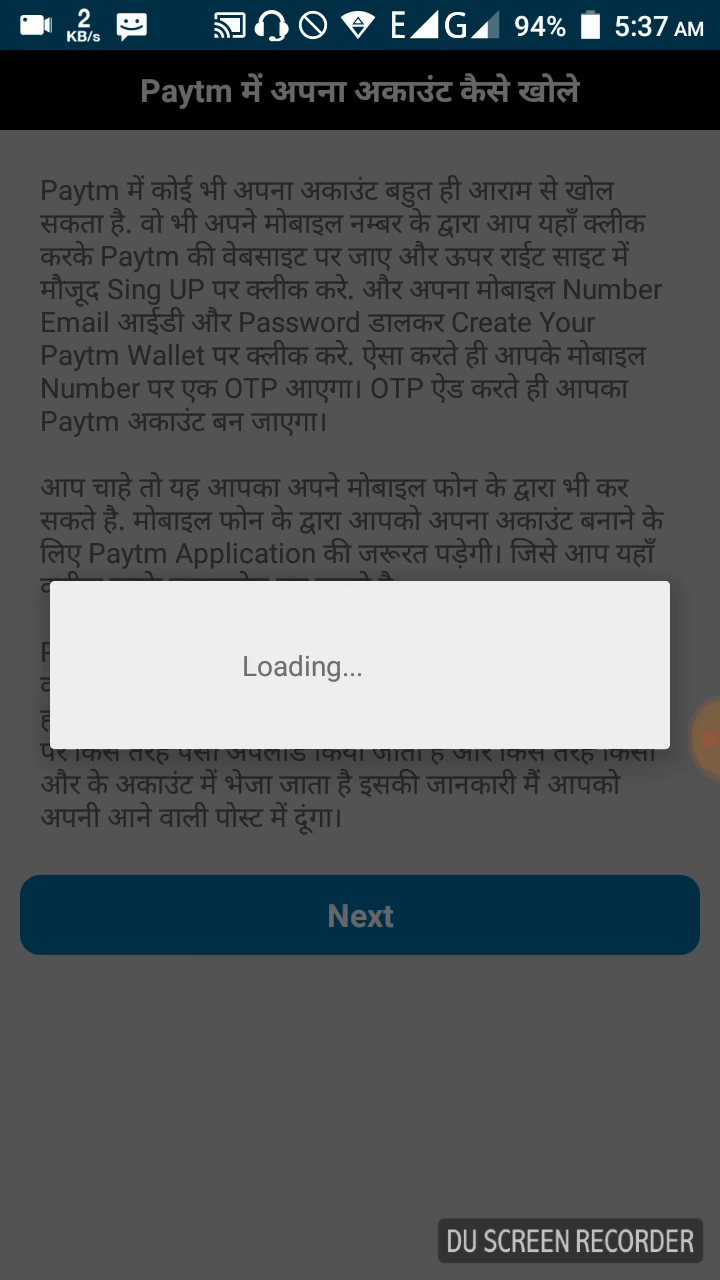 2
KB/s
E
G
94%
5:37 AM
Paytm में अपना अकाउंट कैसे खोले
Paytm में कोई भी अपना अकाउंट बहुत ही आराम से खोल
सकता है. वो भी अपने मोबाइल नम्बर के द्वारा आप यहाँ क्लीक
करके Paytm की वेबसाइट पर जाए और ऊपर राईट साइट में
मौजूद Sing UP पर क्लीक करे. और अपना मोबाइल Number
Email आईडी और Password डालकर Create Your
Paytm Wallet पर क्लीक करे. ऐसा करते ही आपके मोबाइल
Number पर एक OTP आएगा। OTP ऐड करते ही आपका
Paytm अकाउंट बन जाएगा।
आप चाहे तो यह आपका अपने मोबाइल फोन के द्वारा भी कर
सकते है. मोबाइल फोन के द्वारा आपको अपना अकाउंट बनाने के
लिए Paytm Application की जरूरत पड़ेगी। जिसे आप यहाँ
Loading...
पर किस तरह पैसा अपलोड किया जाता है और किस तरह किसी
और के अकाउंट में भेजा जाता है इसकी जानकारी मैं आपको
अपनी आने वाली पोस्ट में दूंगा।
Next
DU SCREEN RECORDER